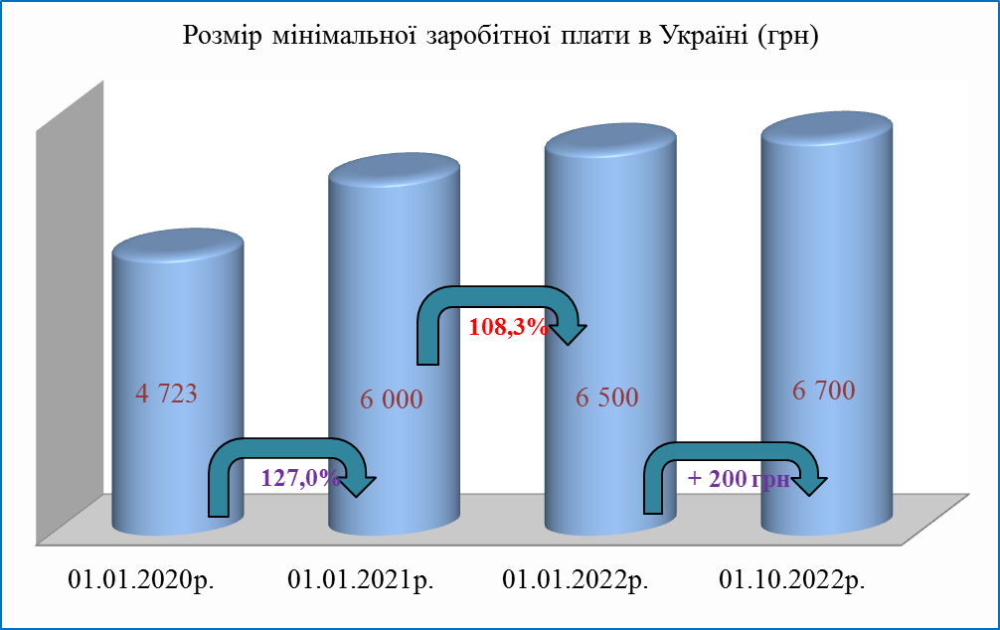 Розмір мінімальної заробітної плати в Україні (грн)
108,3%
4 723
6 000
6 500
6 700
127,0%
+ 200 грн
01.01.2020р.
01.01.2021р.
01.01.2022р.
01.10.2022р.